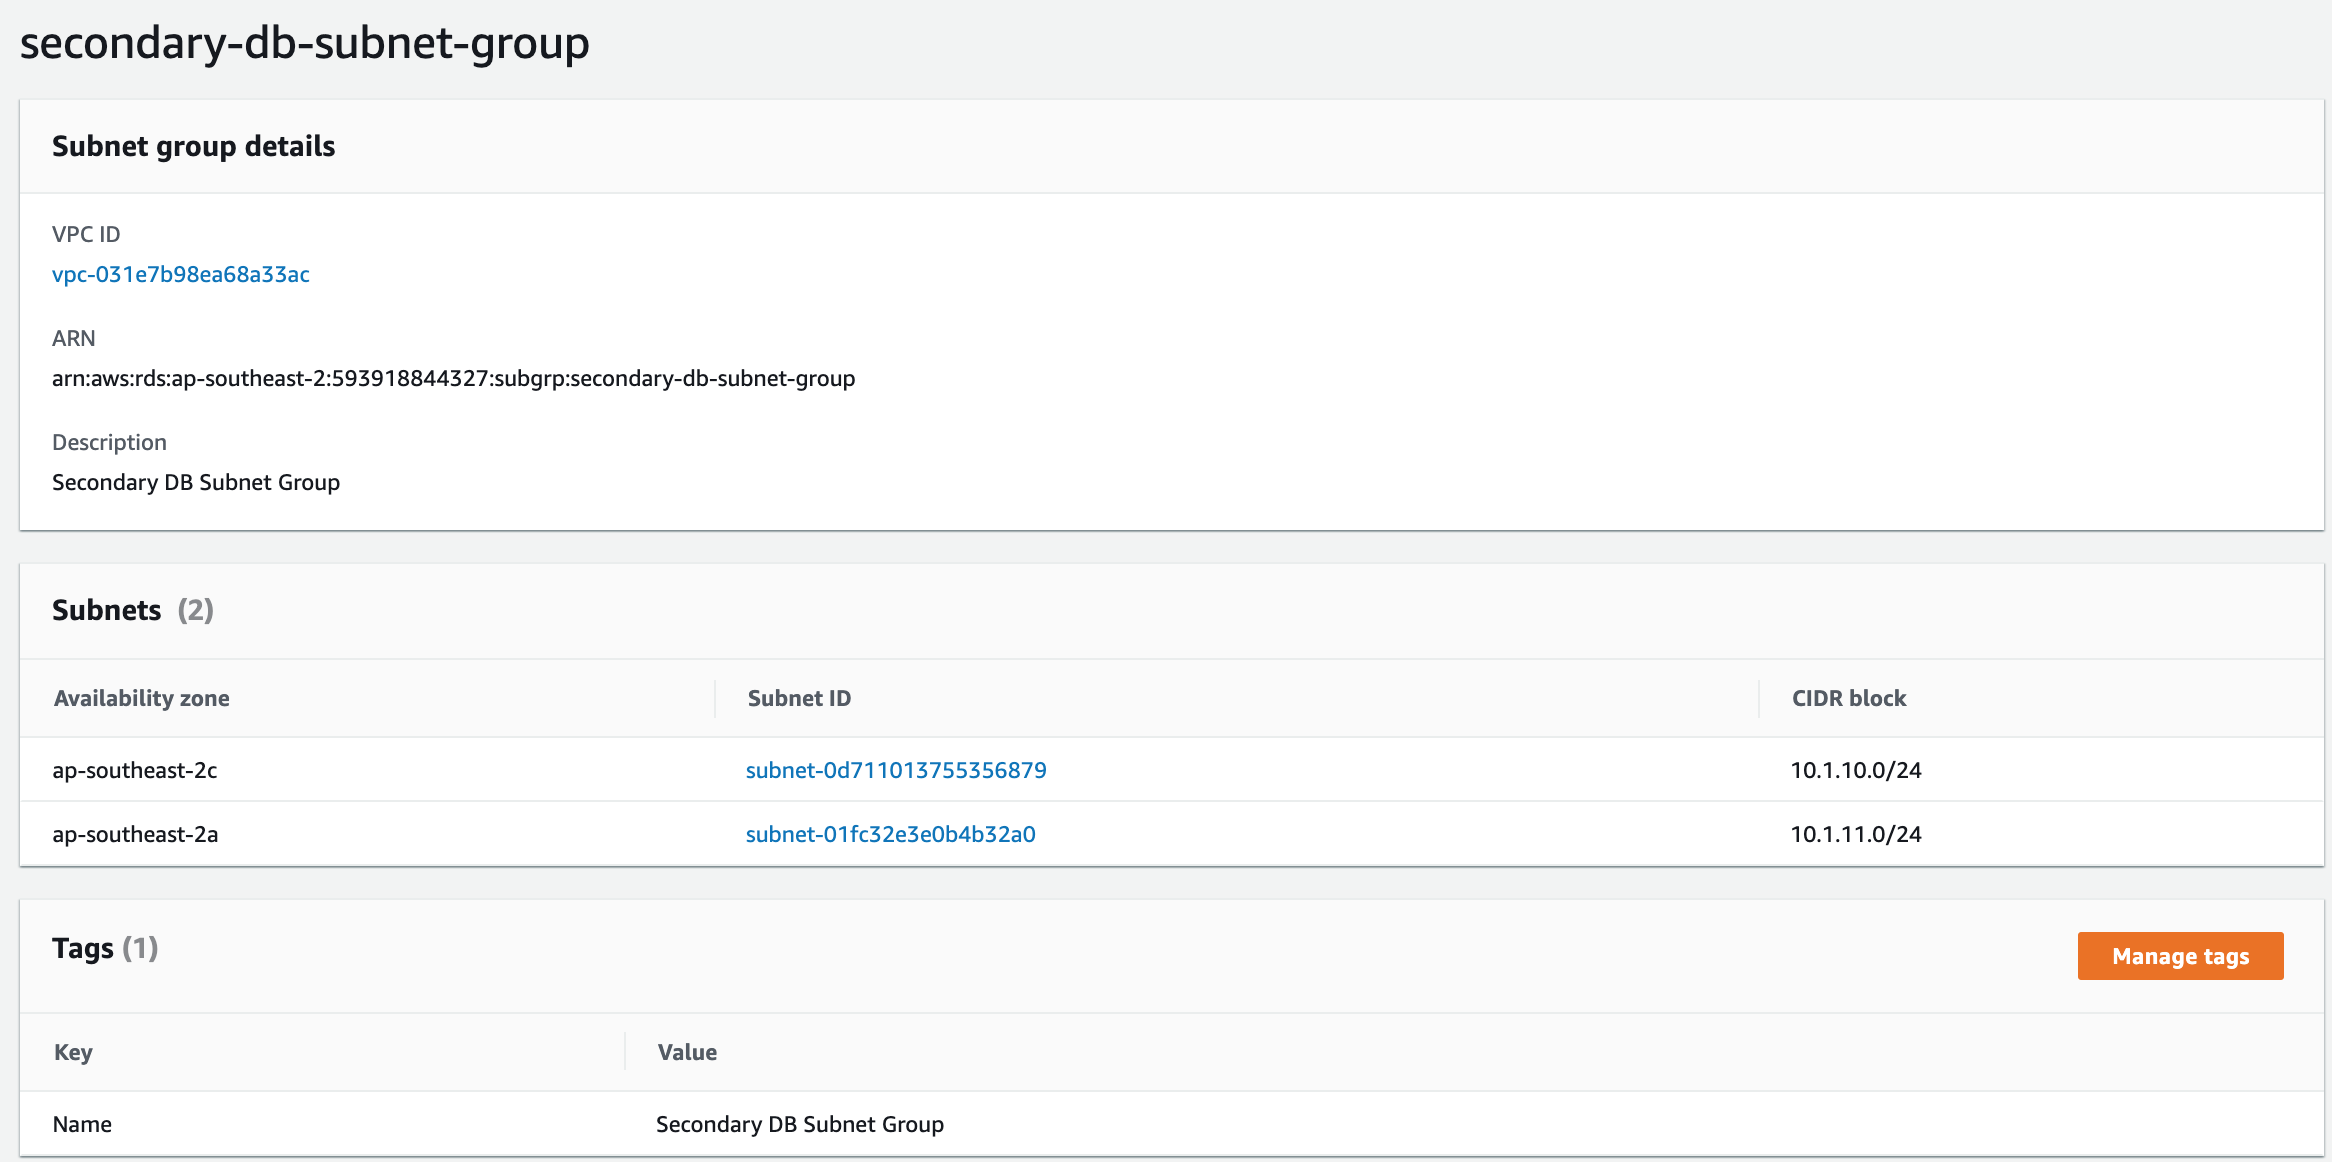 secondary-db-subnet-group
Subnet group details
VPC ID
vpc-031e7b98ea68a33ac
ARN
arn:aws:rds:ap-southeast-2:593918844327:subgrp:secondary-db-subnet-group
Description
Secondary DB Subnet Group
Subnets (2)
Availability zone Subnet ID CIDR block
ap-southeast-2c subnet-0d711013755356879 10.1.10.0/24
ap-southeast-2a subnet-01fc32e3e0b4b32a0 10.1.11.0/24
Tags (1) Manage tags
Key Value
Name Secondary DB Subnet Group